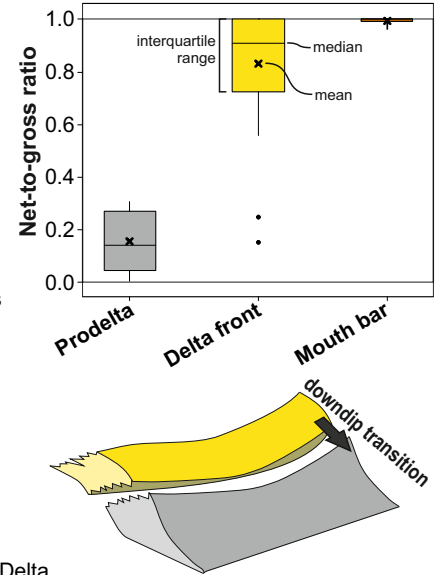 1.0
0.8
0.6
0.4
0.2
0.0
Net-to-gross ratio
interquartile
range
median
mean
s
Prodelta
Delta front
Mouth bar
downdip transition
Delta